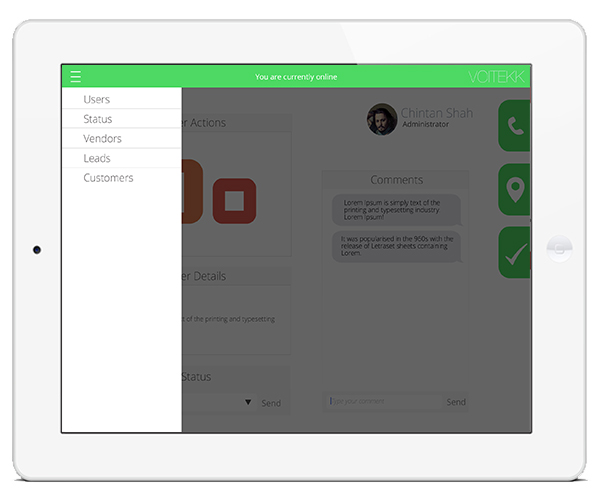 You are currently online
VOITEKK
Users
Status
Vendors
Leads
Customers
er Actions
Chintan Shah
Administrator
Comments
Lorem Ipsum is simply text of the
printing and typesetting industry.
Lorem Ipsum!
It was popularised in the 960s with the
release of Letraset sheets containing
Lorem.
er Details
t of the printing and typesetting
Status
Send
your comment
Send